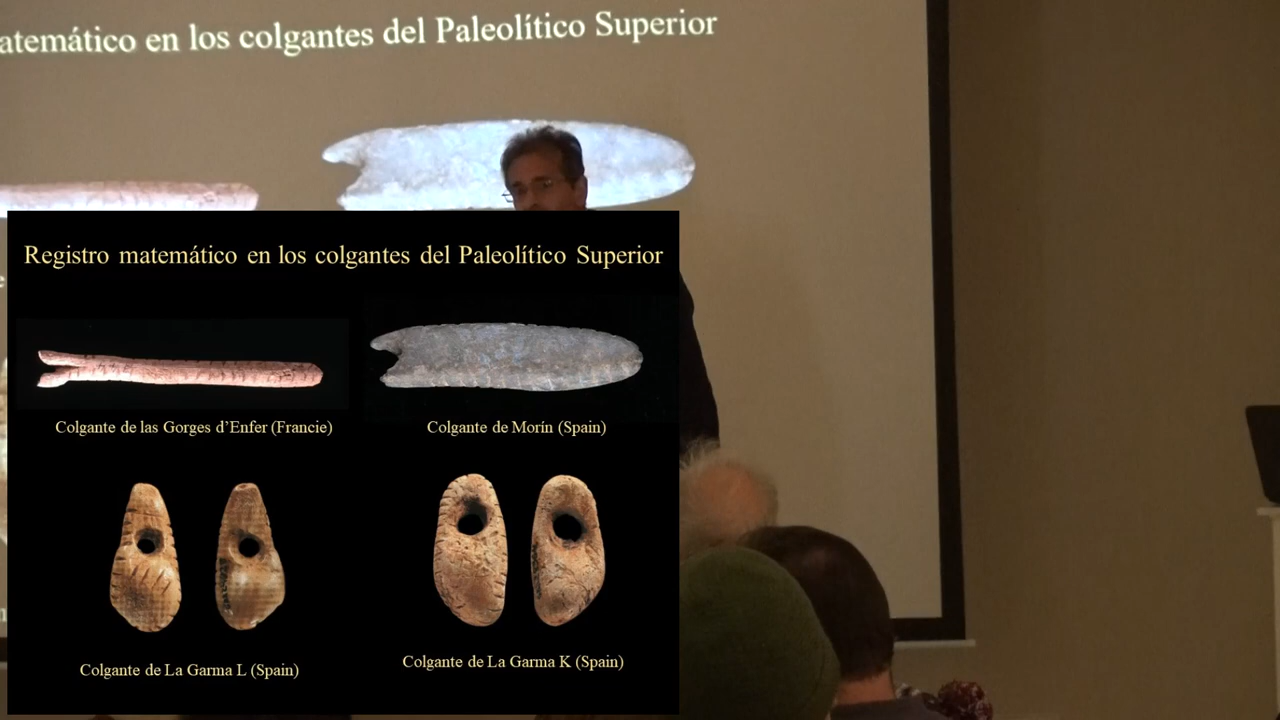 atemático en los colgantes del Paleolítico Superior
Registro matemático en los colgantes del Paleolítico Superior
Colgante de las Gorges d’Enfer (Francie)
Colgante de Morín (Spain)
Colgante de La Garma L (Spain)
Colgante de La Garma K (Spain)